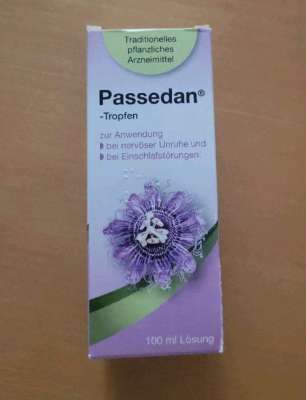 Traditionelles
pflanzliches
Arzneimittel
Passedan®
-Tropfen
zur Anwendung
bei nervöser Unruhe und
bei Einschlafstörungen
100 ml Lösung